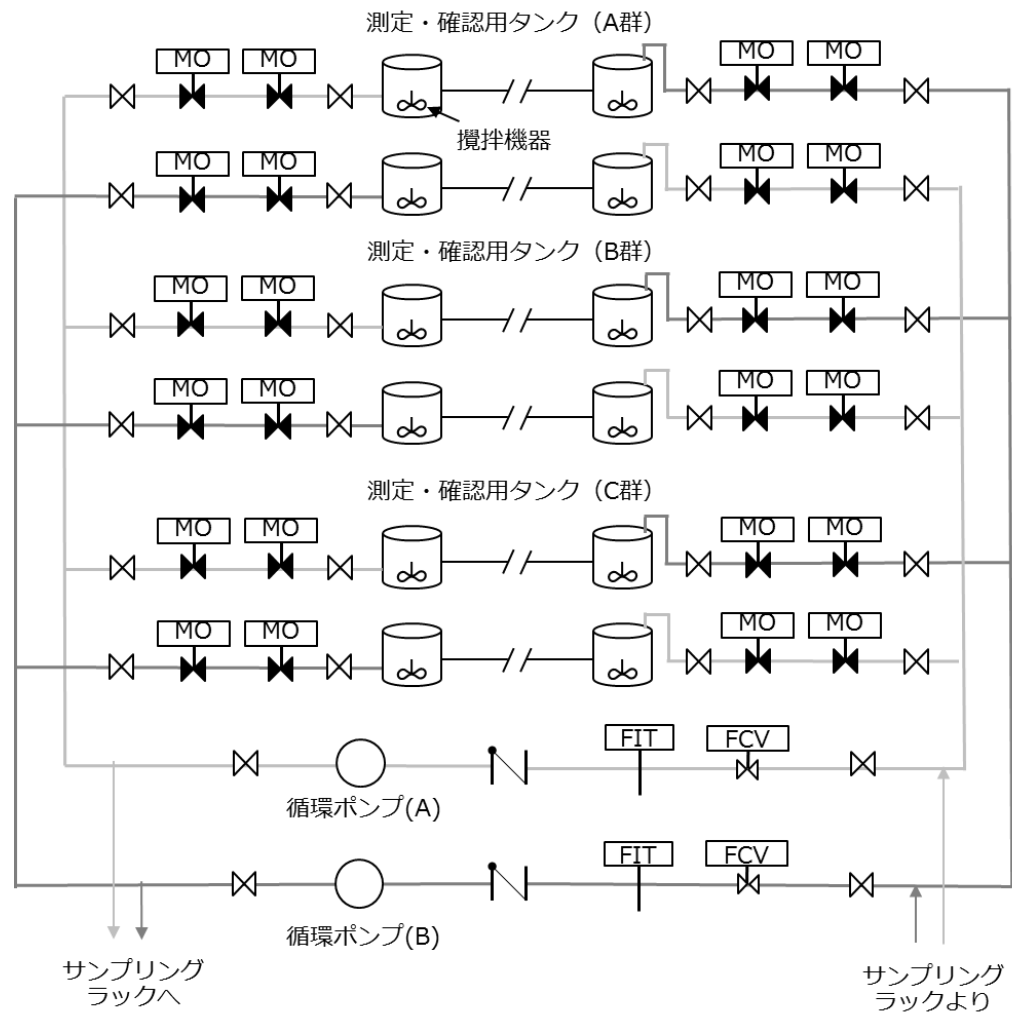 測定・確認用タンク（A群）
MO MO MO MO
攪拌機器
MO MO MO MO
測定・確認用タンク（B群）
MO MO MO MO
MO MO MO MO
測定・確認用タンク（C群）
MO MO MO MO
MO MO MO MO
FIT FCV
循環ポンプ(A)
FIT FCV
循環ポンプ(B)
サンプリング
ラックへ
サンプリング
ラックより